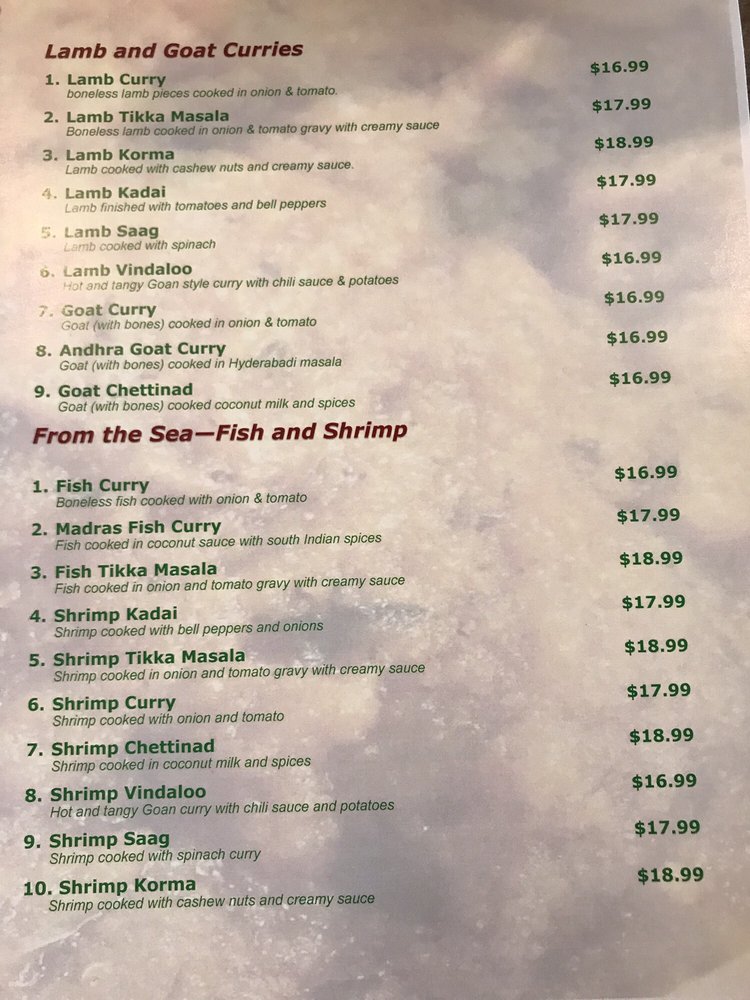 Lamb and Goat Curries
1. Lamb Curry $16.99
boneless lamb pieces cooked in onion & tomato.
2. Lamb Tikka Masala $17.99
Boneless lamb cooked in onion & tomato gravy with creamy sauce
3. Lamb Korma $18.99
Lamb cooked with cashew nuts and creamy sauce.
4. Lamb Kadai $17.99
Lamb finished with tomatoes and bell peppers
5. Lamb Saag $17.99
Lamb cooked with spinach
6. Lamb Vindaloo $16.99
Hot and tangy Goan style curry with chili sauce & potatoes
7. Goat Curry $16.99
Goat (with bones) cooked in onion & tomato
8. Andhra Goat Curry $16.99
Goat (with bones) cooked in Hyderabadi masala
9. Goat Chettinad $16.99
Goat (with bones) cooked coconut milk and spices
From the Sea—Fish and Shrimp
1. Fish Curry $16.99
Boneless fish cooked with onion & tomato
2. Madras Fish Curry $17.99
Fish cooked in coconut sauce with south Indian spices
3. Fish Tikka Masala $18.99
Fish cooked in onion and tomato gravy with creamy sauce
4. Shrimp Kadai $17.99
Shrimp cooked with bell peppers and onions
5. Shrimp Tikka Masala $18.99
Shrimp cooked in onion and tomato gravy with creamy sauce
6. Shrimp Curry $17.99
Shrimp cooked with onion and tomato
7. Shrimp Chettinad $18.99
Shrimp cooked in coconut milk and spices
8. Shrimp Vindaloo $16.99
Hot and tangy Goan curry with chili sauce and potatoes
9. Shrimp Saag $17.99
Shrimp cooked with spinach curry
10. Shrimp Korma $18.99
Shrimp cooked with cashew nuts and creamy sauce